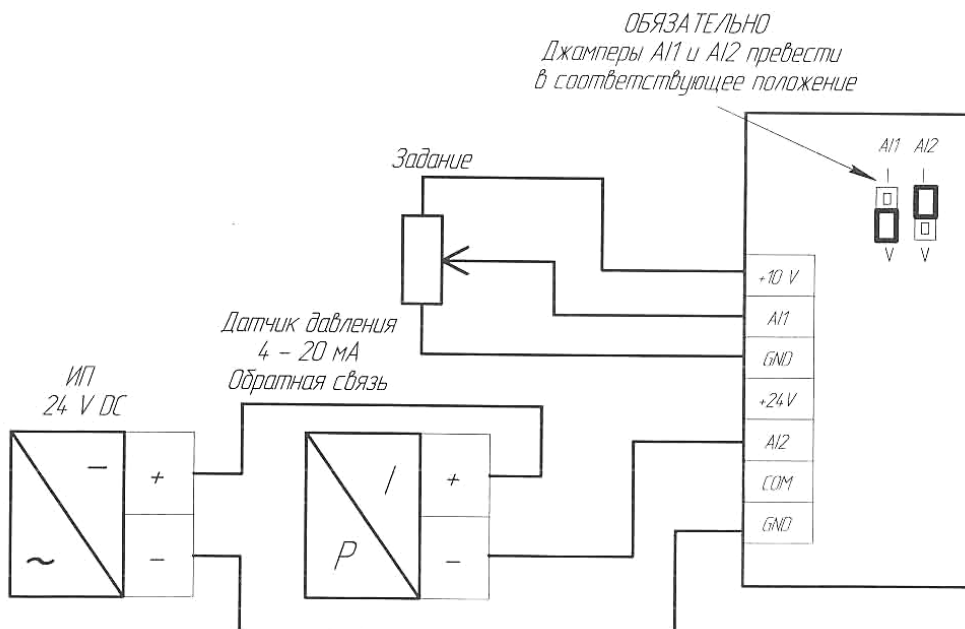 ОБЯЗАТЕЛЬНО
Джамперы AI1 и AI2 превести
в соответствующее положение
AI1 AI2
I I
V V
Задание
+10 V
AI1
GND
+24V
AI2
COM
GND
Датчик давления
4 - 20 мА
Обратная связь
ИП
24 V DC
– +
~ –
I +
P –